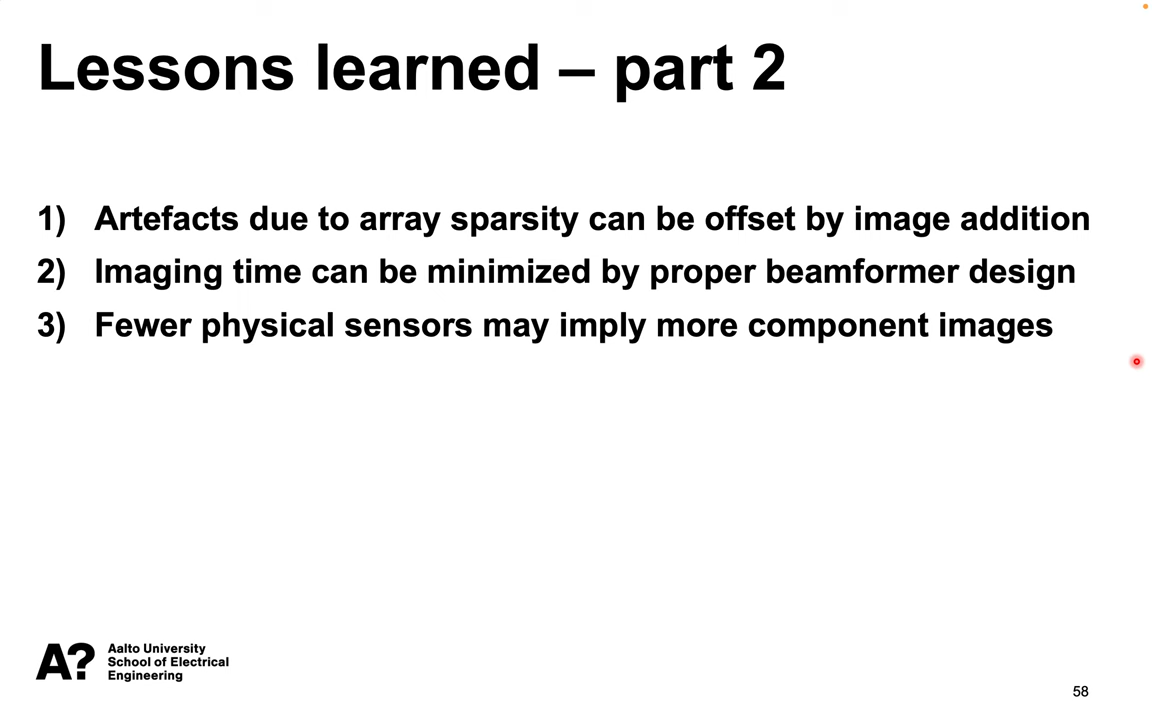 Lessons learned – part 2
1) Artefacts due to array sparsity can be offset by image addition
2) Imaging time can be minimized by proper beamformer design
3) Fewer physical sensors may imply more component images
A?
Aalto University
School of Electrical
Engineering
58